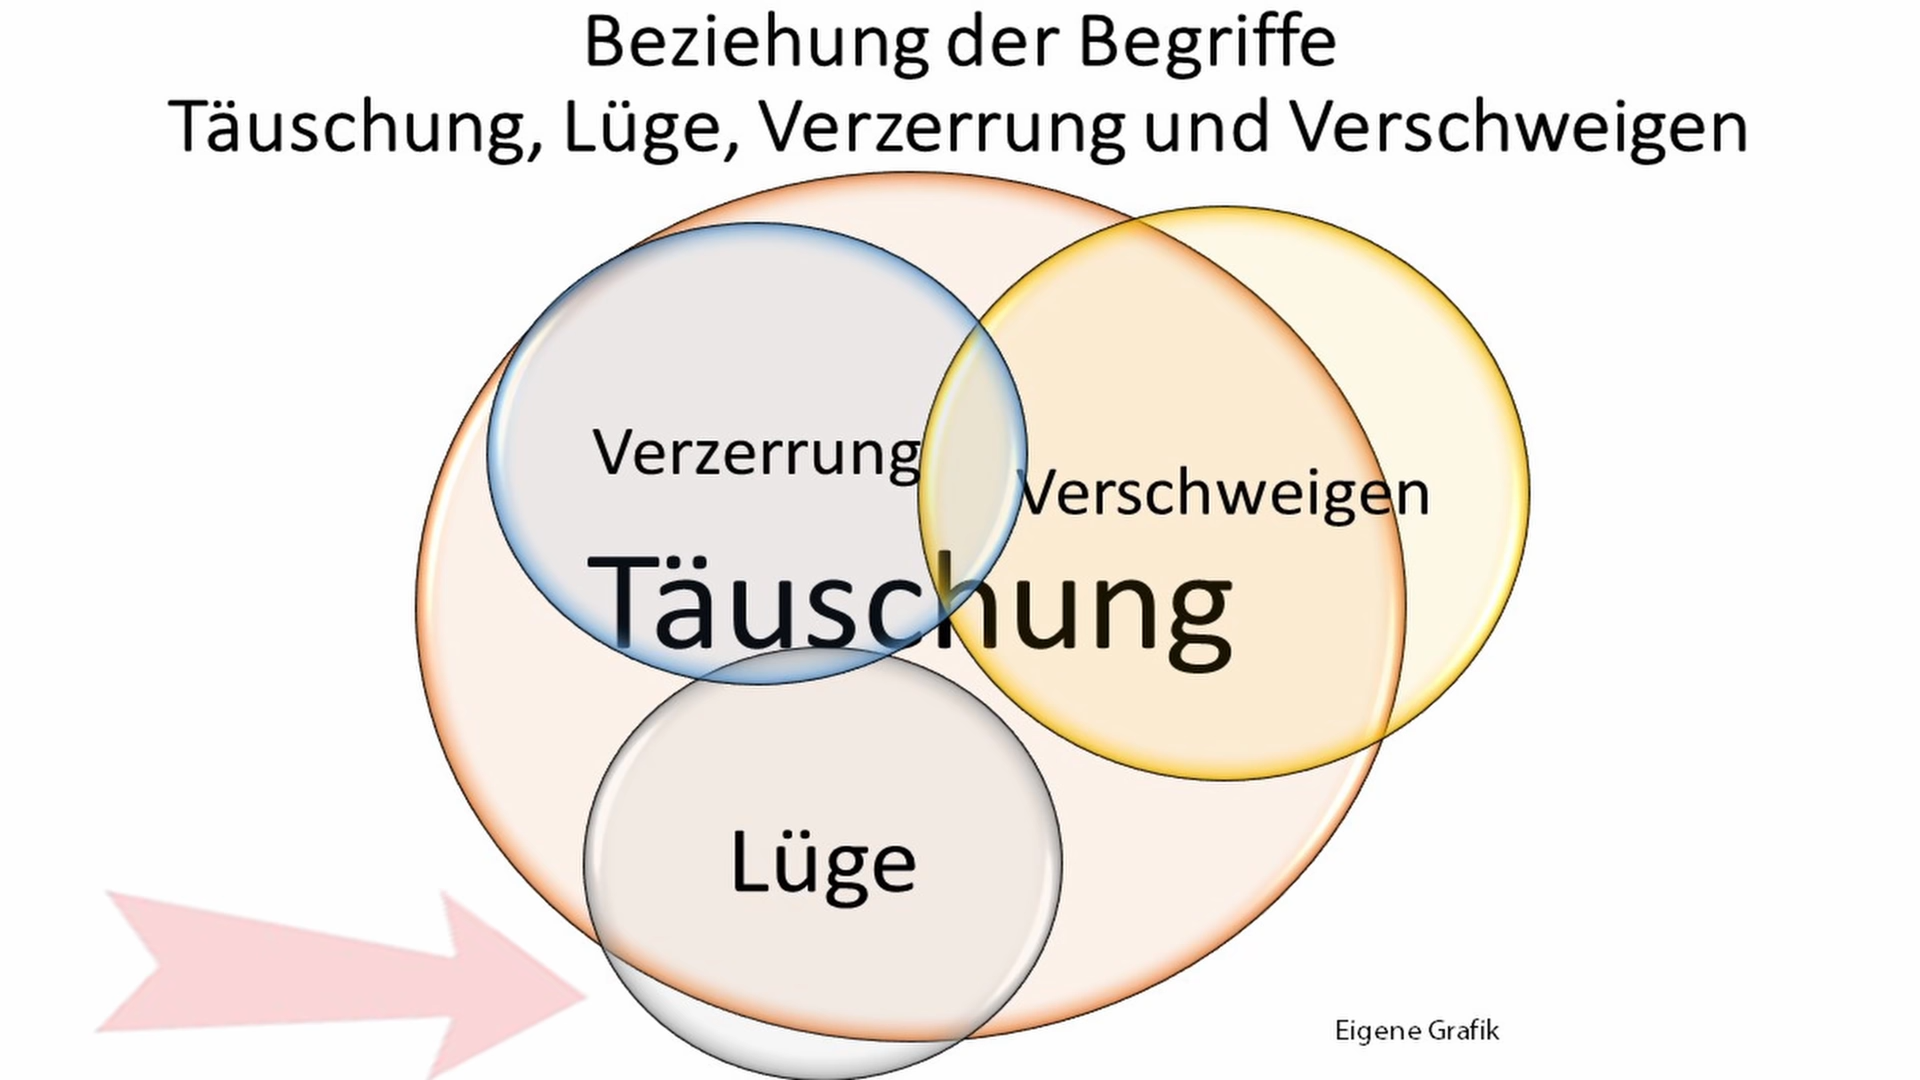 Beziehung der Begriffe
Täuschung, Lüge, Verzerrung und Verschweigen
Verzerrung
Verschweigen
Täuschung
Lüge
Eigene Grafik